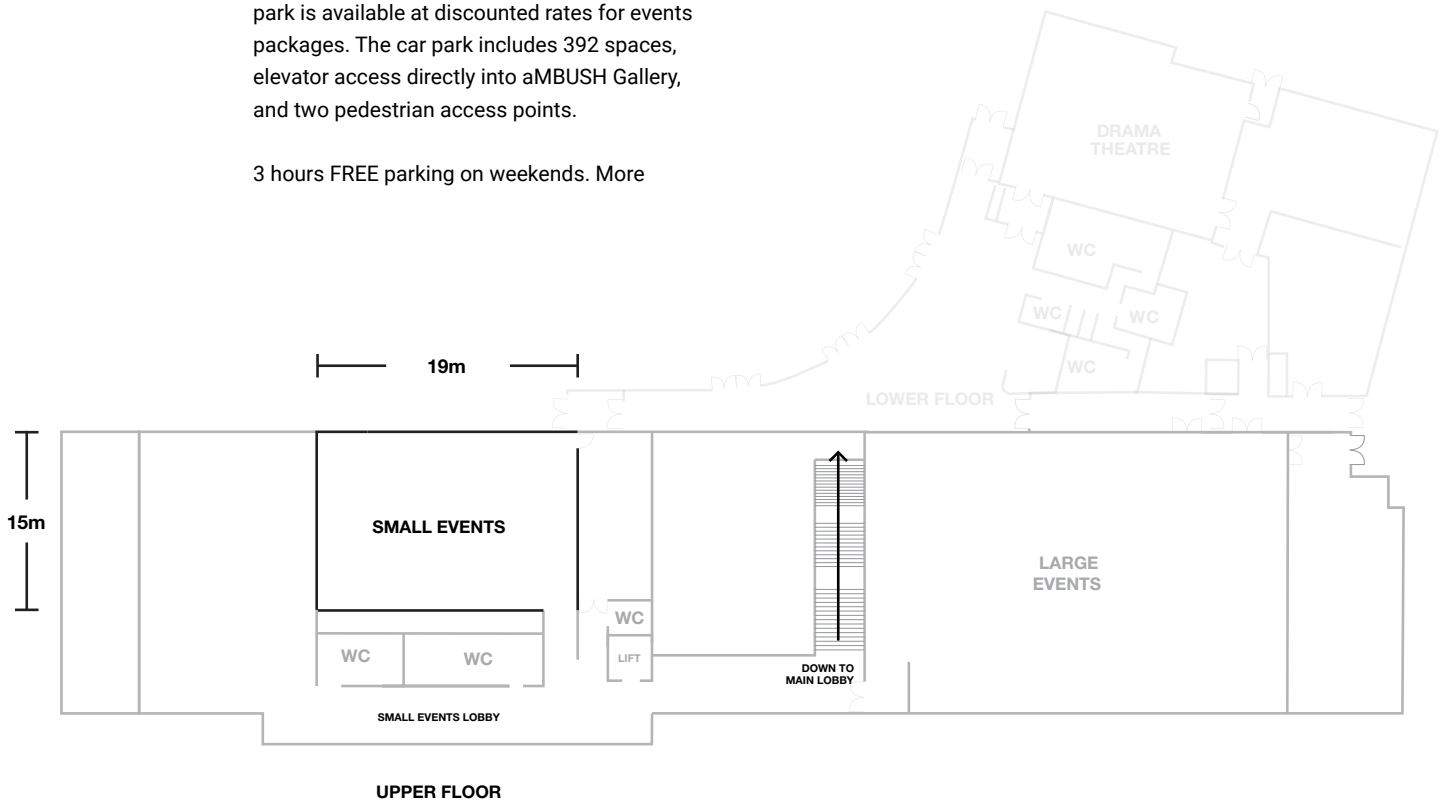 park is available at discounted rates for events
packages. The car park includes 392 spaces,
elevator access directly into aMBUSH Gallery,
and two pedestrian access points.
3 hours FREE parking on weekends. More
DRAMA
THEATRE
WC
WC
WC
WC
LOWER FLOOR
19m
15m
SMALL EVENTS
LARGE
EVENTS
WC
WC
WC
LIFT
DOWN TO
MAIN LOBBY
SMALL EVENTS LOBBY
UPPER FLOOR